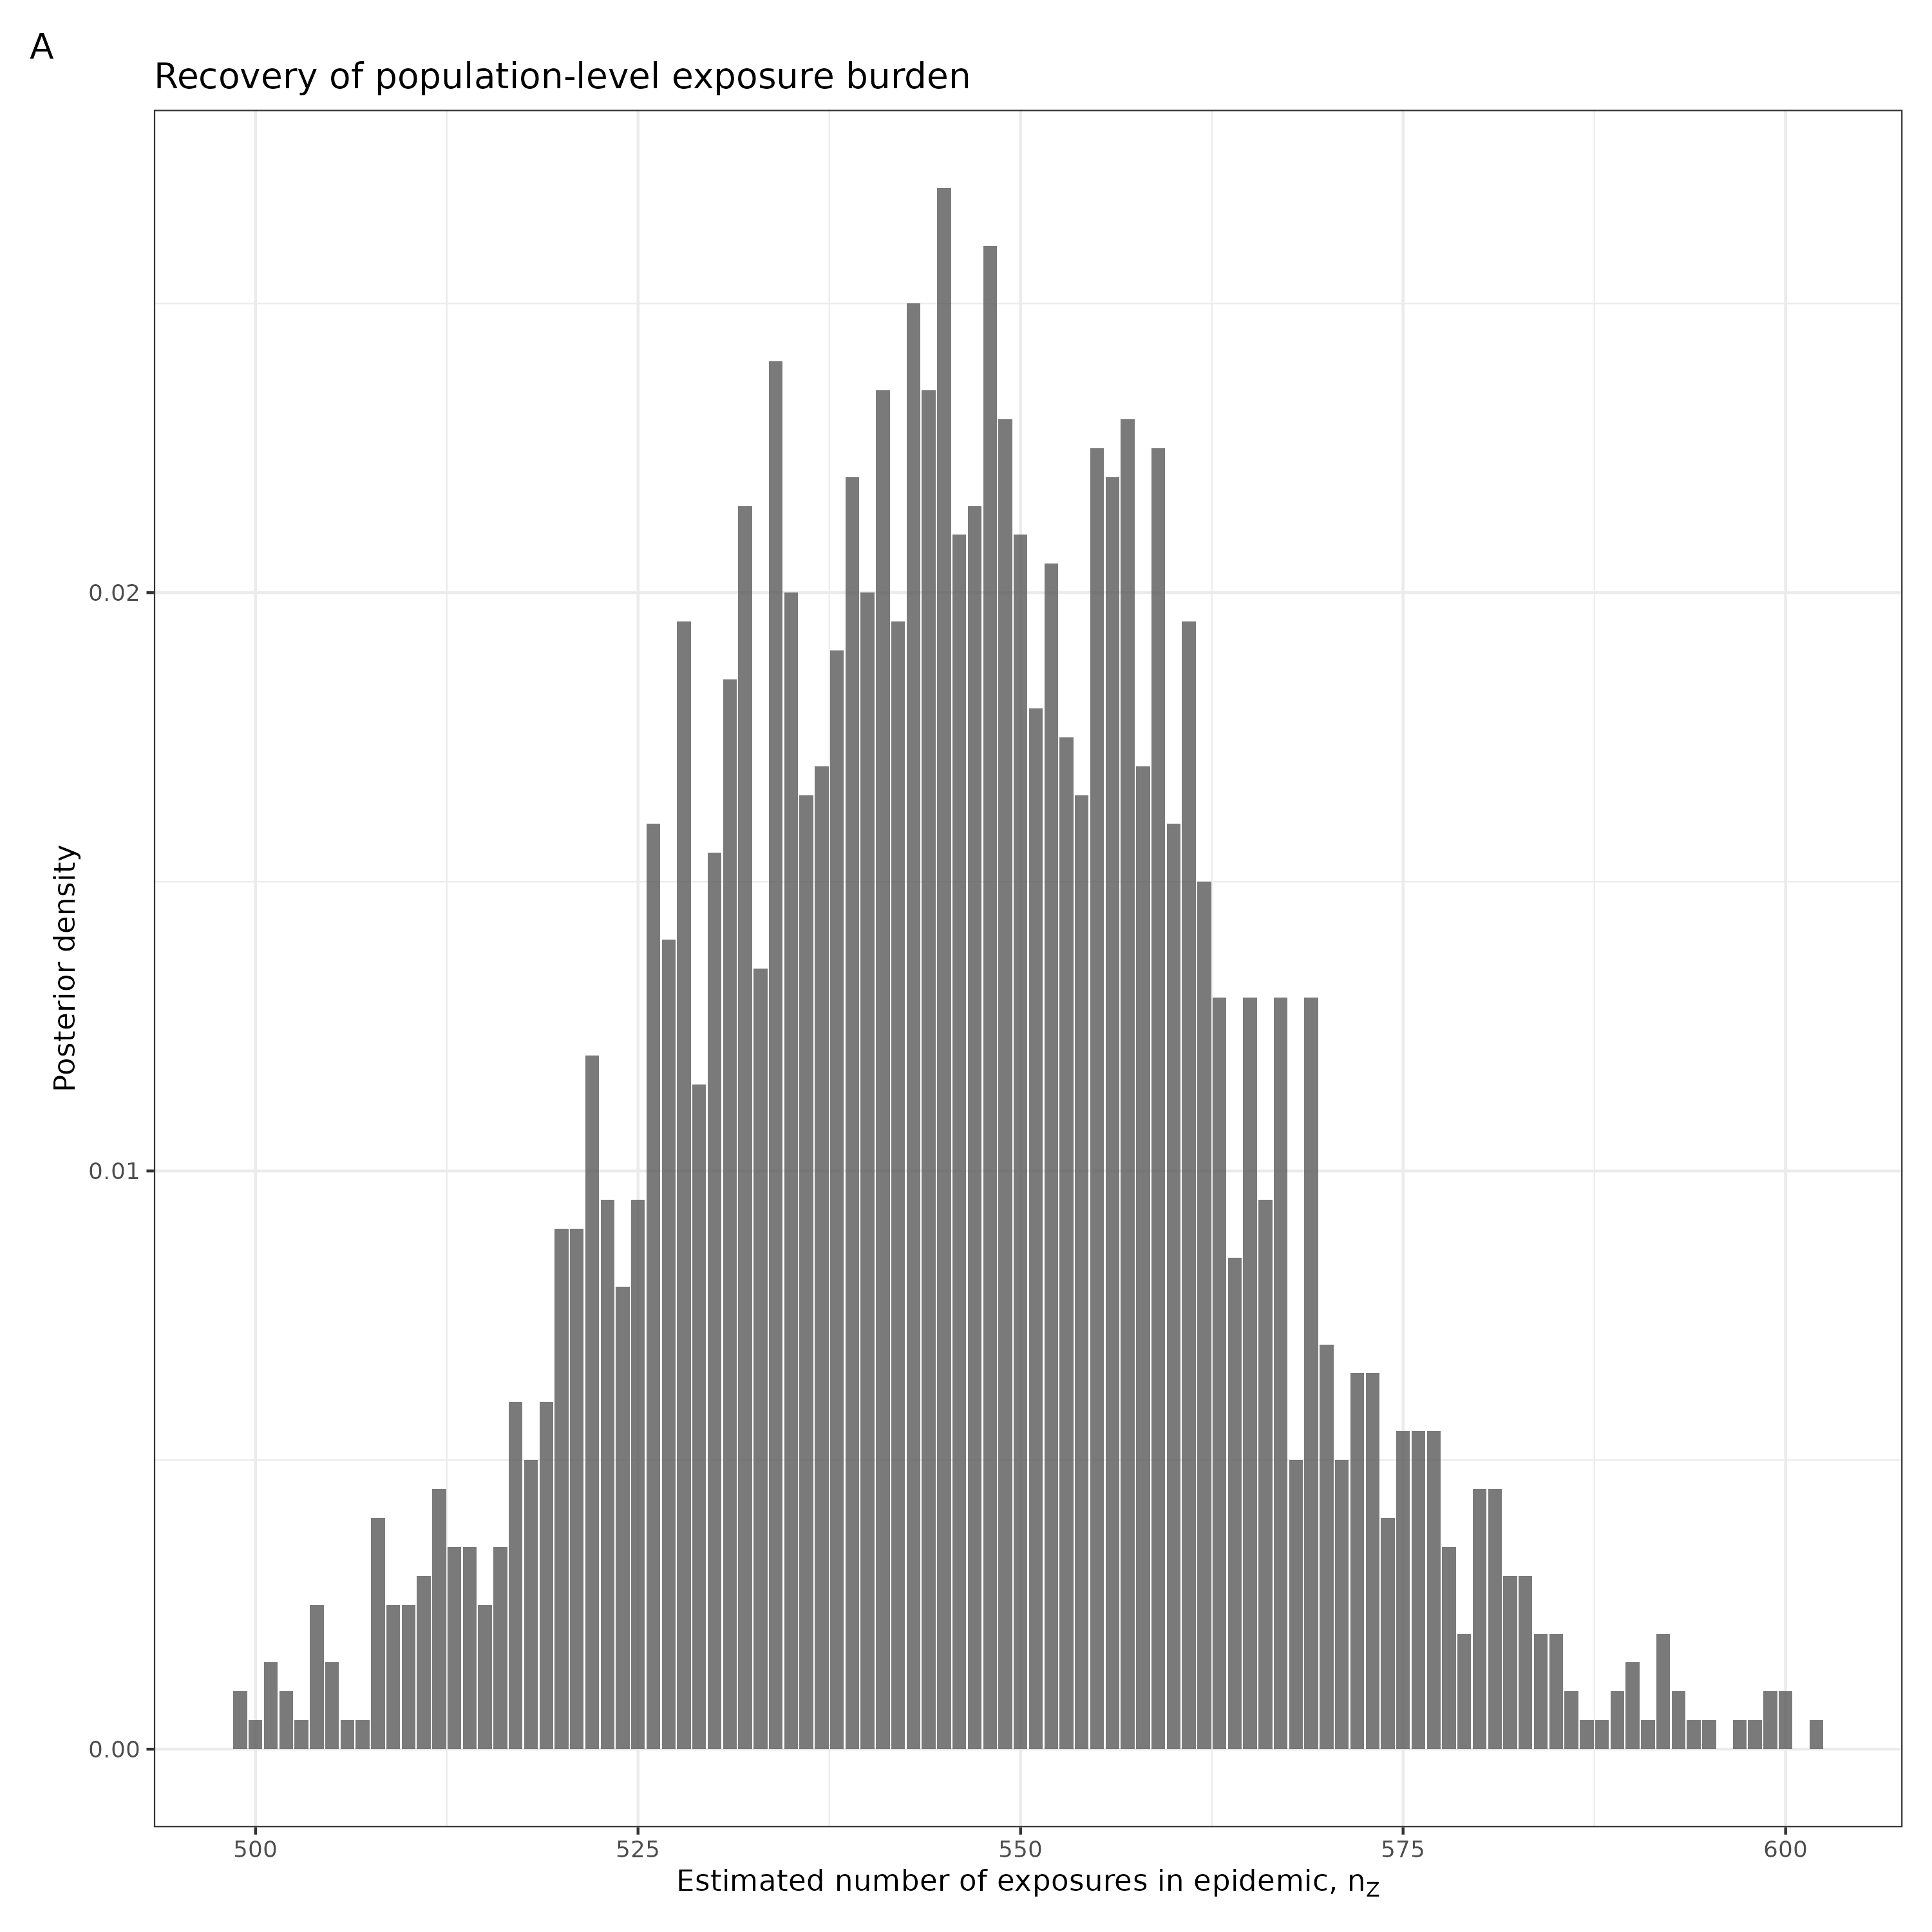 A
Recovery of population-level exposure burden
Posterior density
0.02
0.01
0.00
500 525 550 575 600
Estimated number of exposures in epidemic, nZ